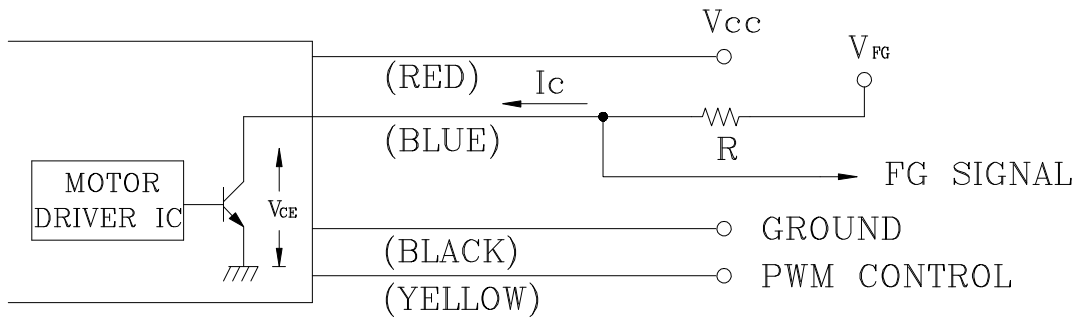 Vcc
VFG
(RED)
Ic
(BLUE)
R
FG SIGNAL
MOTOR
DRIVER IC
VCE
(BLACK)
GROUND
(YELLOW)
PWM CONTROL